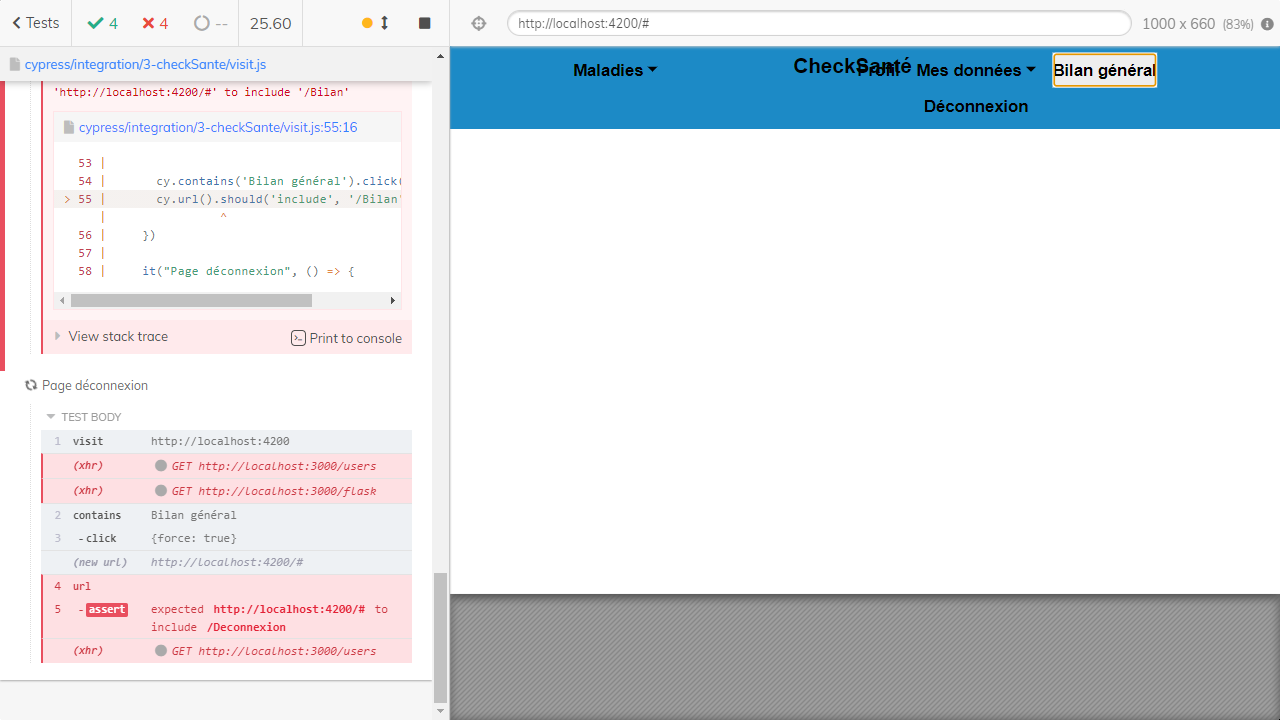 Tests
4
4
--
25.60
http://localhost:4200/#
1000 x 660 (83%)
cypress/integration/3-checkSante/visit.js
'http://localhost:4200/#' to include '/Bilan'
cypress/integration/3-checkSante/visit.js:55:16
53 |
54 | cy.contains('Bilan général').click(
> 55 | cy.url().should('include', '/Bilan'
| ^
56 | })
57 |
58 | it("Page déconnexion", () => {
View stack trace
Print to console
Page déconnexion
TEST BODY
1 visit http://localhost:4200
(xhr) GET http://localhost:3000/users
(xhr) GET http://localhost:3000/flask
2 contains Bilan général
3 -click {force: true}
(new url) http://localhost:4200/#
4 url
5 -assert expected http://localhost:4200/# to
include /Deconnexion
(xhr) GET http://localhost:3000/users
Maladies
CheckSanté
Profil
Mes données
Bilan général
Déconnexion